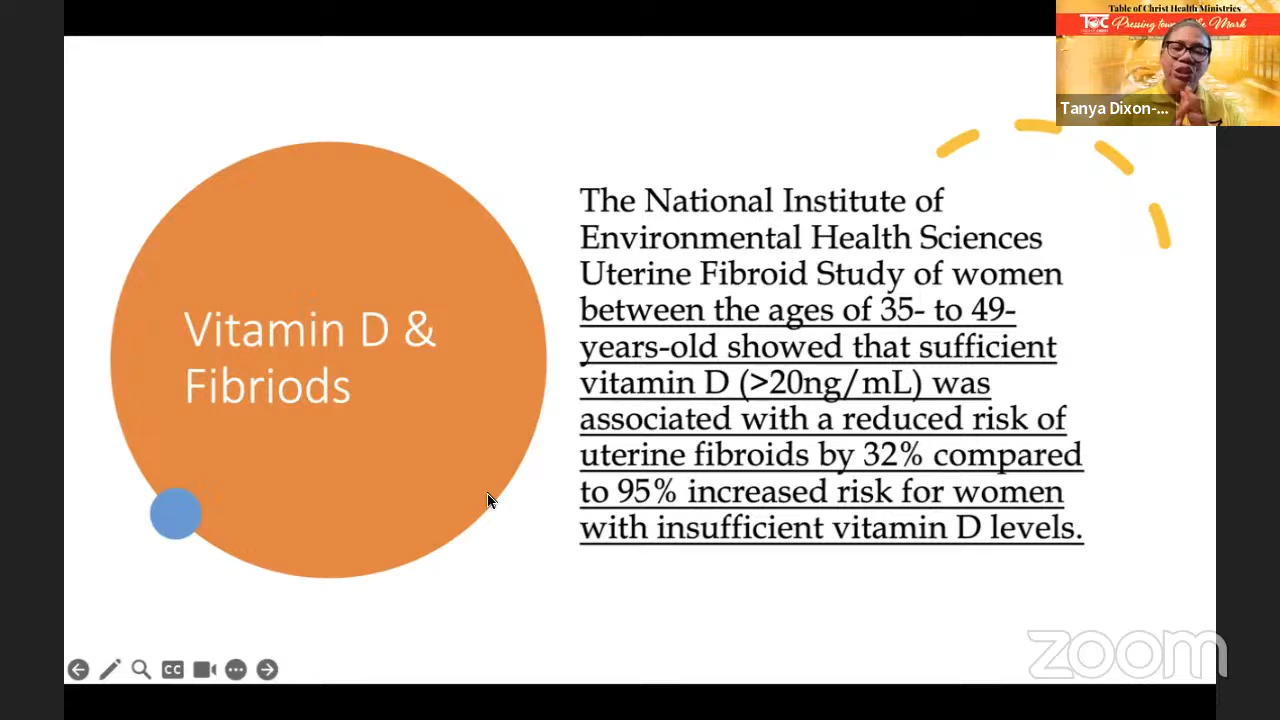 Table of Christ Health Ministries
TOC Pressing toward the Mark
Tanya Dixon-...
Vitamin D &
Fibriods
The National Institute of
Environmental Health Sciences
Uterine Fibroid Study of women
between the ages of 35- to 49-
years-old showed that sufficient
vitamin D (>20ng/mL) was
associated with a reduced risk of
uterine fibroids by 32% compared
to 95% increased risk for women
with insufficient vitamin D levels.
CC
zoom